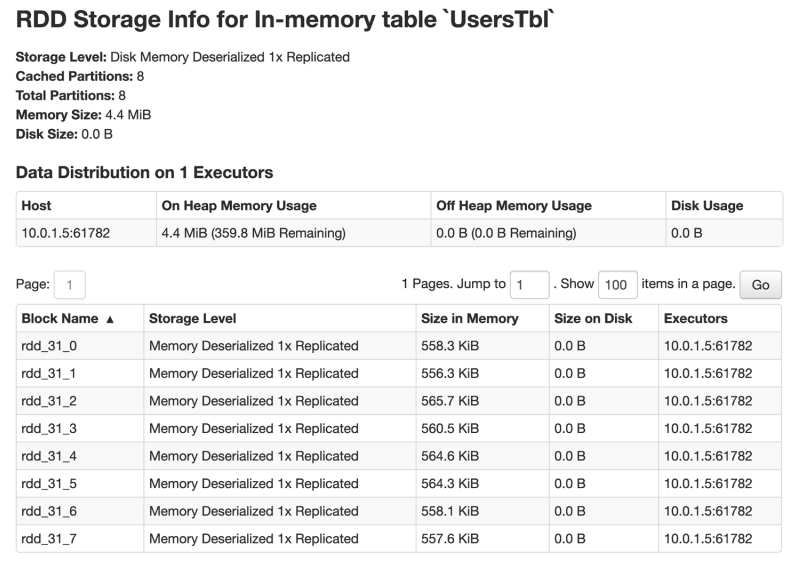 RDD Storage Info for In-memory table `UsersTbl`
Storage Level: Disk Memory Deserialized 1x Replicated
Cached Partitions: 8
Total Partitions: 8
Memory Size: 4.4 MiB
Disk Size: 0.0 B
Data Distribution on 1 Executors
Host On Heap Memory Usage Off Heap Memory Usage Disk Usage
10.0.1.5:61782 4.4 MiB (359.8 MiB Remaining) 0.0 B (0.0 B Remaining) 0.0 B
Page: 1 1 Pages. Jump to 1 . Show 100 items in a page. Go
Block Name ▲ Storage Level Size in Memory Size on Disk Executors
rdd_31_0 Memory Deserialized 1x Replicated 558.3 KiB 0.0 B 10.0.1.5:61782
rdd_31_1 Memory Deserialized 1x Replicated 556.3 KiB 0.0 B 10.0.1.5:61782
rdd_31_2 Memory Deserialized 1x Replicated 565.7 KiB 0.0 B 10.0.1.5:61782
rdd_31_3 Memory Deserialized 1x Replicated 560.5 KiB 0.0 B 10.0.1.5:61782
rdd_31_4 Memory Deserialized 1x Replicated 564.6 KiB 0.0 B 10.0.1.5:61782
rdd_31_5 Memory Deserialized 1x Replicated 564.3 KiB 0.0 B 10.0.1.5:61782
rdd_31_6 Memory Deserialized 1x Replicated 558.1 KiB 0.0 B 10.0.1.5:61782
rdd_31_7 Memory Deserialized 1x Replicated 557.6 KiB 0.0 B 10.0.1.5:61782